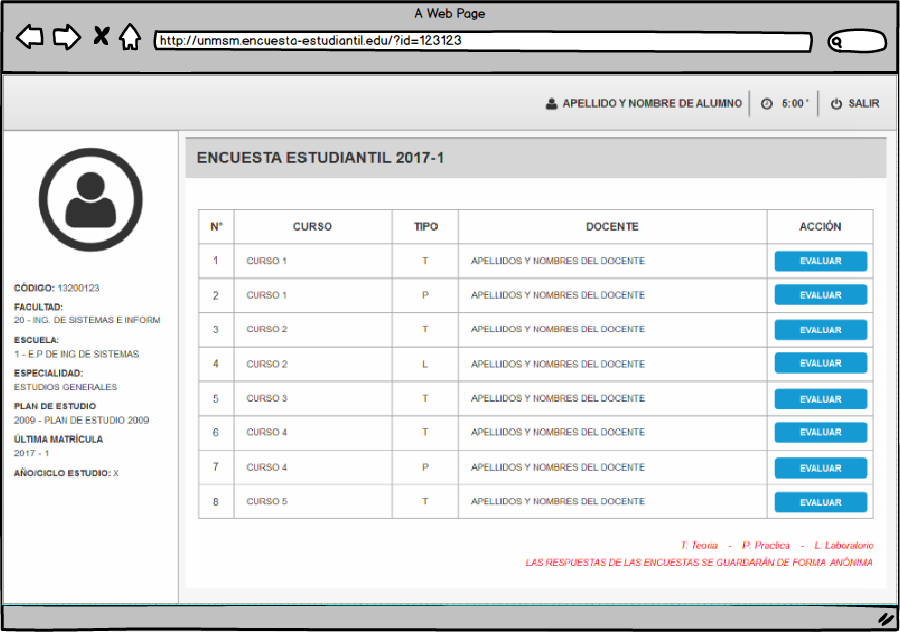 A Web Page
http://unmsm.encuesta-estudiantil.edu/?id=123123
APELLIDO Y NOMBRE DE ALUMNO 5:00' SALIR
CÓDIGO: 13200123
FACULTAD:
20 - ING. DE SISTEMAS E INFORM
ESCUELA:
1 - E.P DE ING DE SISTEMAS
ESPECIALIDAD:
ESTUDIOS GENERALES
PLAN DE ESTUDIO
2009 - PLAN DE ESTUDIO 2009
ÚLTIMA MATRÍCULA
2017 - 1
AÑO/CICLO ESTUDIO: X
ENCUESTA ESTUDIANTIL 2017-1
N° CURSO TIPO DOCENTE ACCIÓN
1 CURSO 1 T APELLIDOS Y NOMBRES DEL DOCENTE EVALUAR
2 CURSO 1 P APELLIDOS Y NOMBRES DEL DOCENTE EVALUAR
3 CURSO 2 T APELLIDOS Y NOMBRES DEL DOCENTE EVALUAR
4 CURSO 2 L APELLIDOS Y NOMBRES DEL DOCENTE EVALUAR
5 CURSO 3 T APELLIDOS Y NOMBRES DEL DOCENTE EVALUAR
6 CURSO 4 T APELLIDOS Y NOMBRES DEL DOCENTE EVALUAR
7 CURSO 4 P APELLIDOS Y NOMBRES DEL DOCENTE EVALUAR
8 CURSO 5 T APELLIDOS Y NOMBRES DEL DOCENTE EVALUAR
T: Teoria - P: Practica - L: Laboratorio
LAS RESPUESTAS DE LAS ENCUESTAS SE GUARDARÁN DE FORMA ANÓNIMA